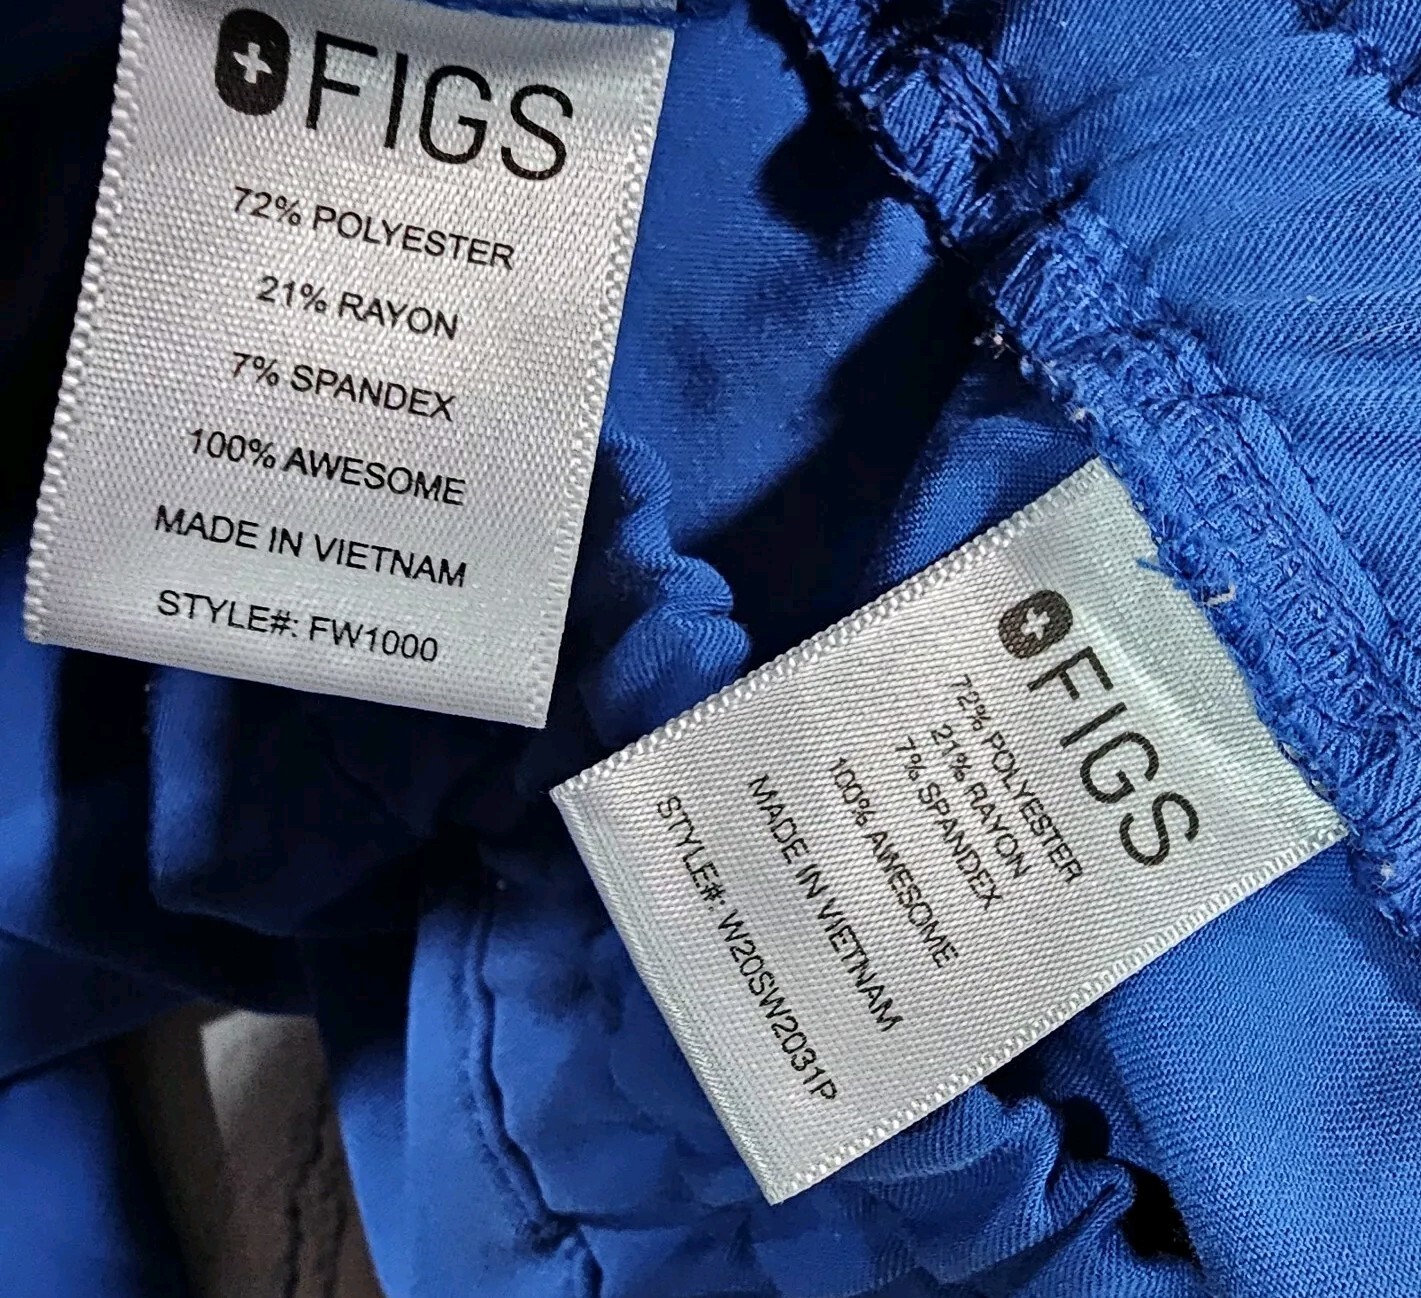 FIGS
72% POLYESTER
21% RAYON
7% SPANDEX
100% AWESOME
MADE IN VIETNAM
STYLE#: FW1000
FIGS
72% POLYESTER
21% RAYON
7% SPANDEX
100% AWESOME
MADE IN VIETNAM
STYLE#: W20SW2031P